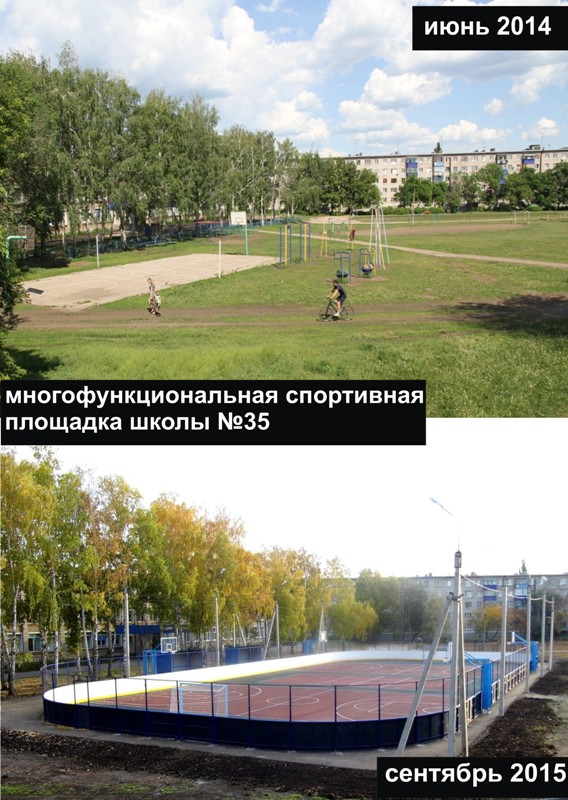 июнь 2014
многофункциональная спортивная
площадка школы №35
сентябрь 2015